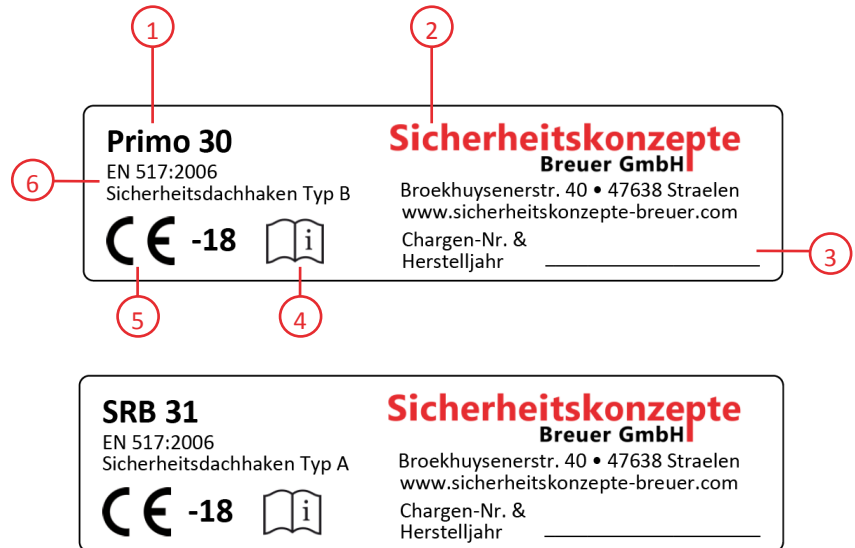 1
2
Primo 30
EN 517:2006
Sicherheitsdachhaken Typ B
CE -18
i
Sicherheitskonzepte
Breuer GmbH
Broekhuysenerstr. 40 • 47638 Straelen
www.sicherheitskonzepte-breuer.com
Chargen-Nr. &
Herstelljahr
6
3
5
4
SRB 31
EN 517:2006
Sicherheitsdachhaken Typ A
CE -18
i
Sicherheitskonzepte
Breuer GmbH
Broekhuysenerstr. 40 • 47638 Straelen
www.sicherheitskonzepte-breuer.com
Chargen-Nr. &
Herstelljahr